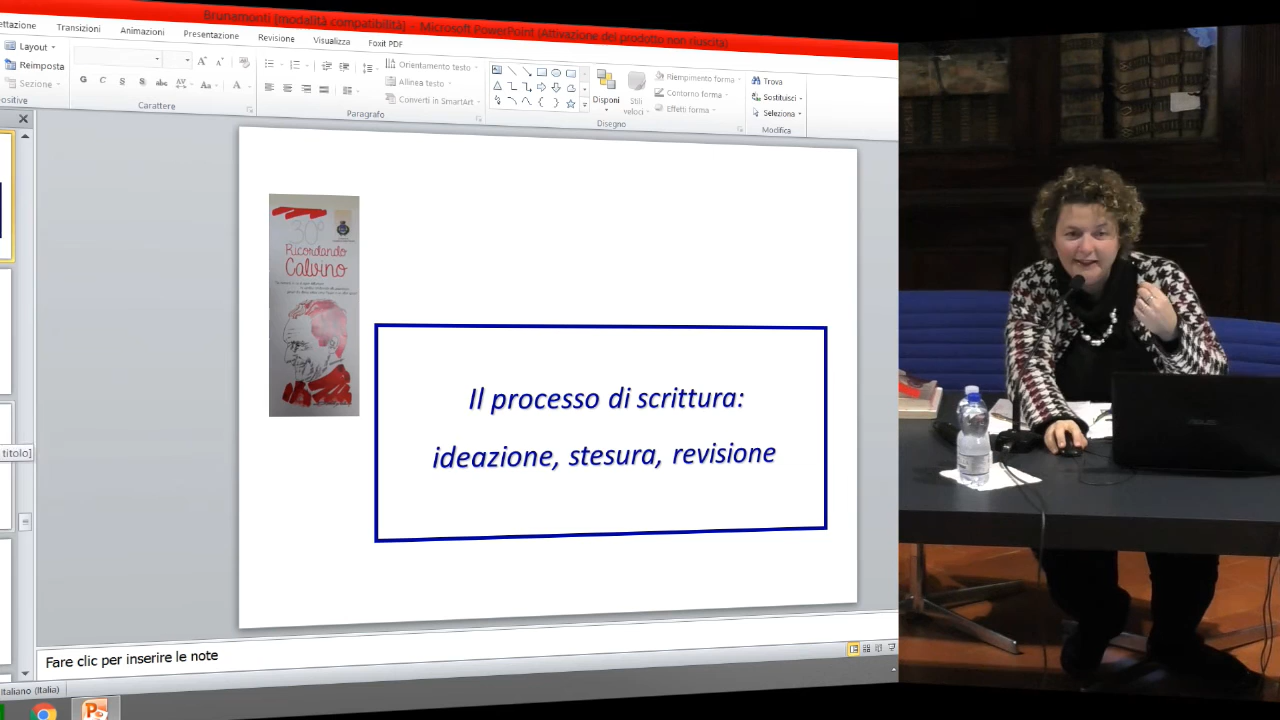 Brunamonti [modalità compatibilità] - Microsoft PowerPoint (Attivazione del prodotto non riuscita)
Transizioni
Animazioni
Presentazione
Revisione
Visualizza
Foxit PDF
Layout
Reimposta
Sezione
Carattere
Orientamento testo
Allinea testo
Converti in SmartArt
Paragrafo
Disponi
Stili
veloci
Riempimento forma
Contorno forma
Effetti forma
Disegno
Trova
Sostituisci
Seleziona
Modifica
30°
Ricordando
Calvino
Il processo di scrittura:
ideazione, stesura, revisione
titolo]
Fare clic per inserire le note
Italiano (Italia)